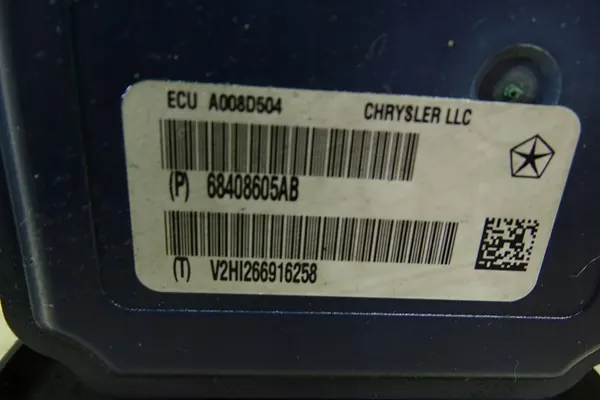 ECU A008D504 CHRYSLER LLC
(P) 68408605AB
(T) V2HI266916258